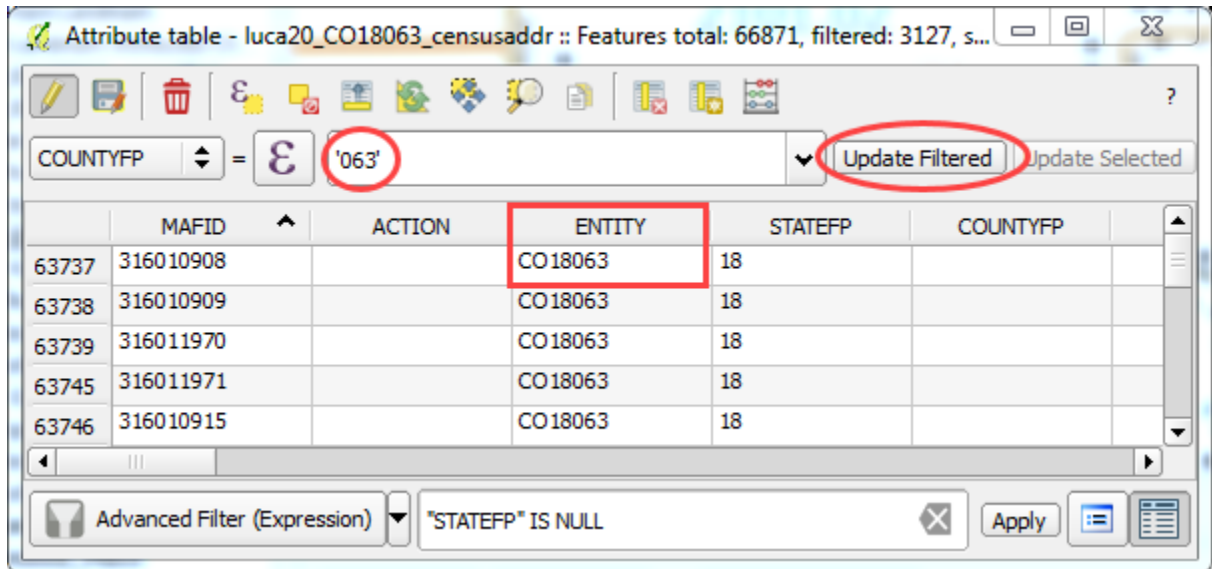 Attribute table - luca20_CO18063_censusaddr :: Features total: 66871, filtered: 3127, s...
ε ?
COUNTYFP = ε '063' Update Filtered Update Selected
MAFID ACTION ENTITY STATEFP COUNTYFP
63737 316010908 CO18063 18
63738 316010909 CO18063 18
63739 316011970 CO18063 18
63745 316011971 CO18063 18
63746 316010915 CO18063 18
Advanced Filter (Expression) "STATEFP" IS NULL Apply